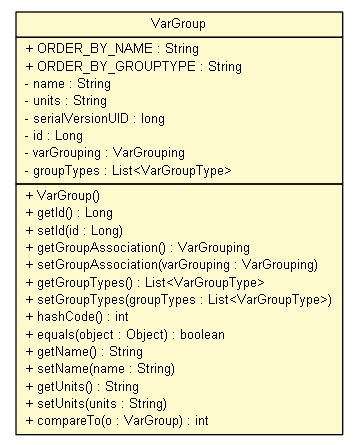 VarGroup
+ ORDER_BY_NAME : String
+ ORDER_BY_GROUPTYPE : String
- name : String
- units : String
- serialVersionUID : long
- id : Long
- varGrouping : VarGrouping
- groupTypes : List<VarGroupType>
+ VarGroup()
+ getId() : Long
+ setId(id : Long)
+ getGroupAssociation() : VarGrouping
+ setGroupAssociation(varGrouping : VarGrouping)
+ getGroupTypes() : List<VarGroupType>
+ setGroupTypes(groupTypes : List<VarGroupType>)
+ hashCode() : int
+ equals(object : Object) : boolean
+ getName() : String
+ setName(name : String)
+ getUnits() : String
+ setUnits(units : String)
+ compareTo(o : VarGroup) : int